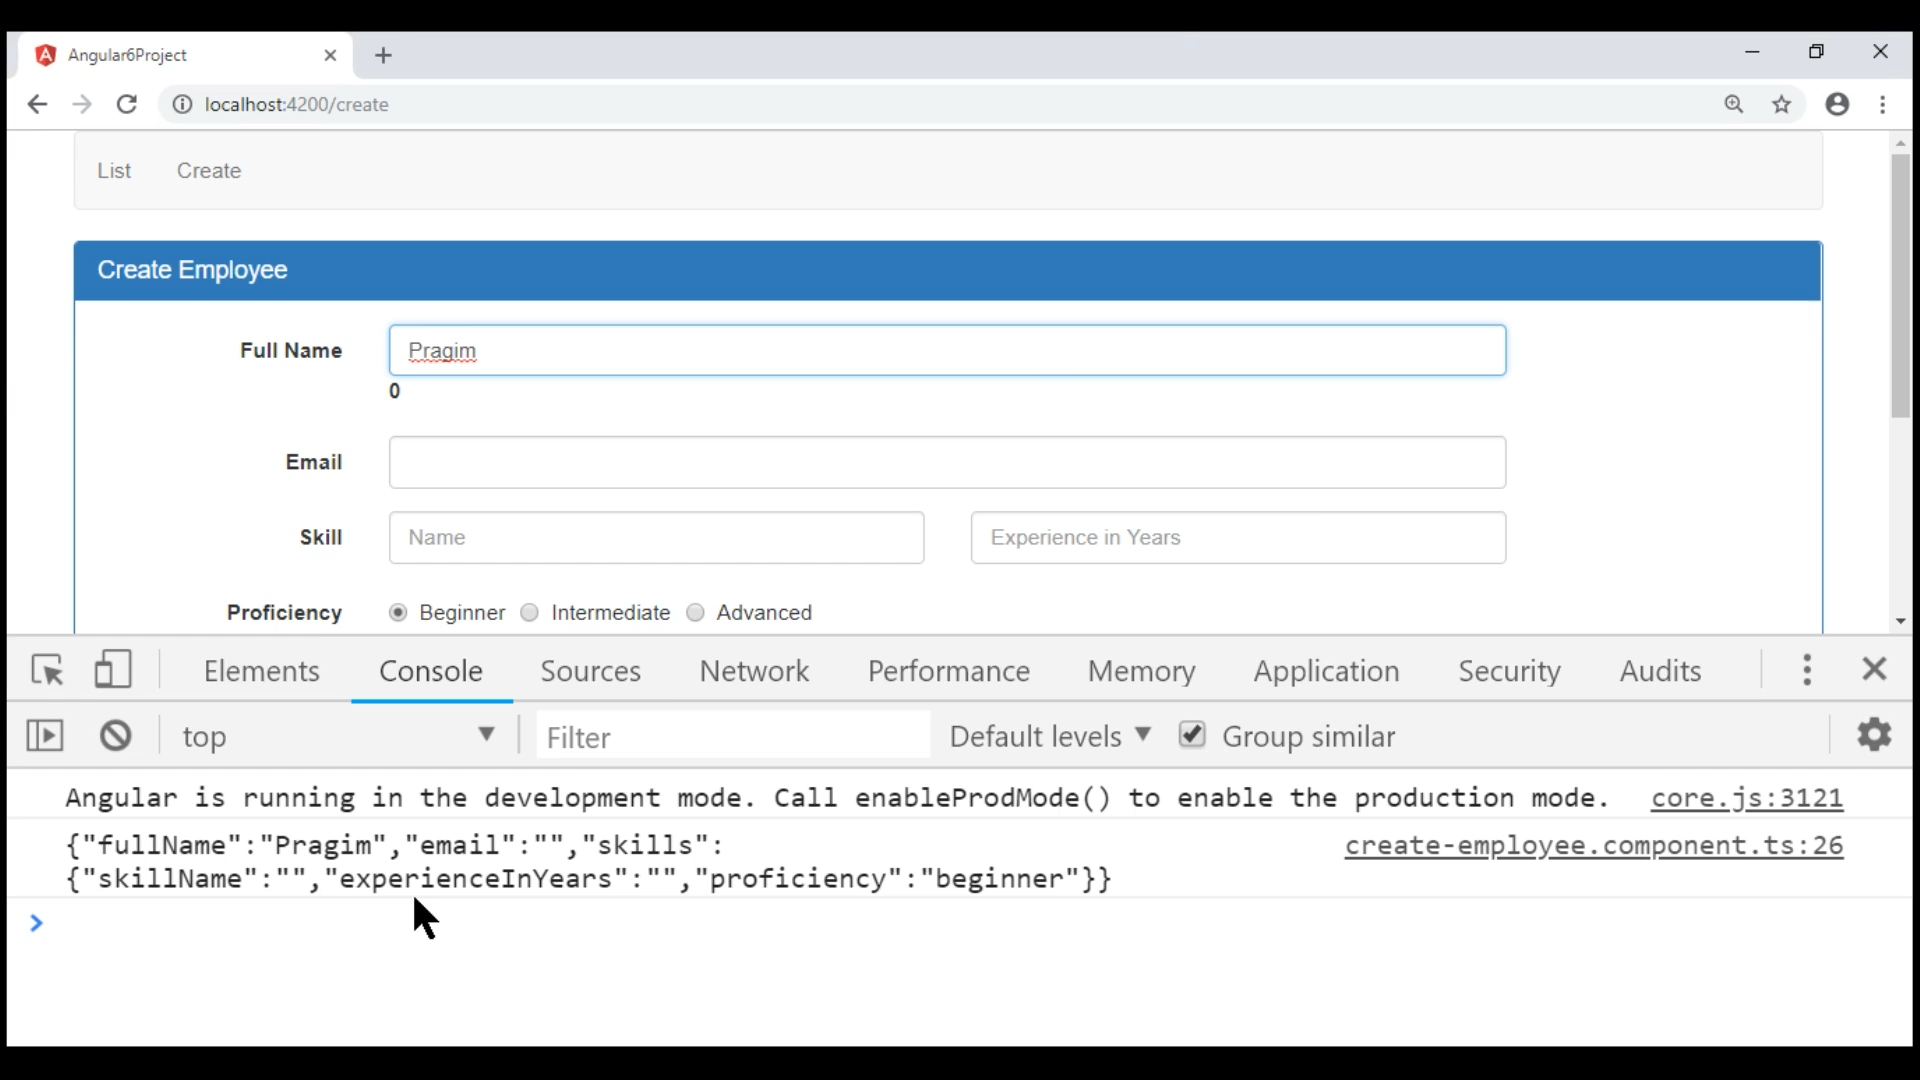 Angular6Project
localhost:4200/create
List Create
Create Employee
Full Name Pragim
0
Email
Skill Name Experience in Years
Proficiency Beginner Intermediate Advanced
Elements Console Sources Network Performance Memory Application Security Audits
top Filter Default levels Group similar
Angular is running in the development mode. Call enableProdMode() to enable the production mode. core.js:3121
{"fullName":"Pragim","email":"","skills": create-employee.component.ts:26
{"skillName":"","experienceInYears":"","proficiency":"beginner"}}